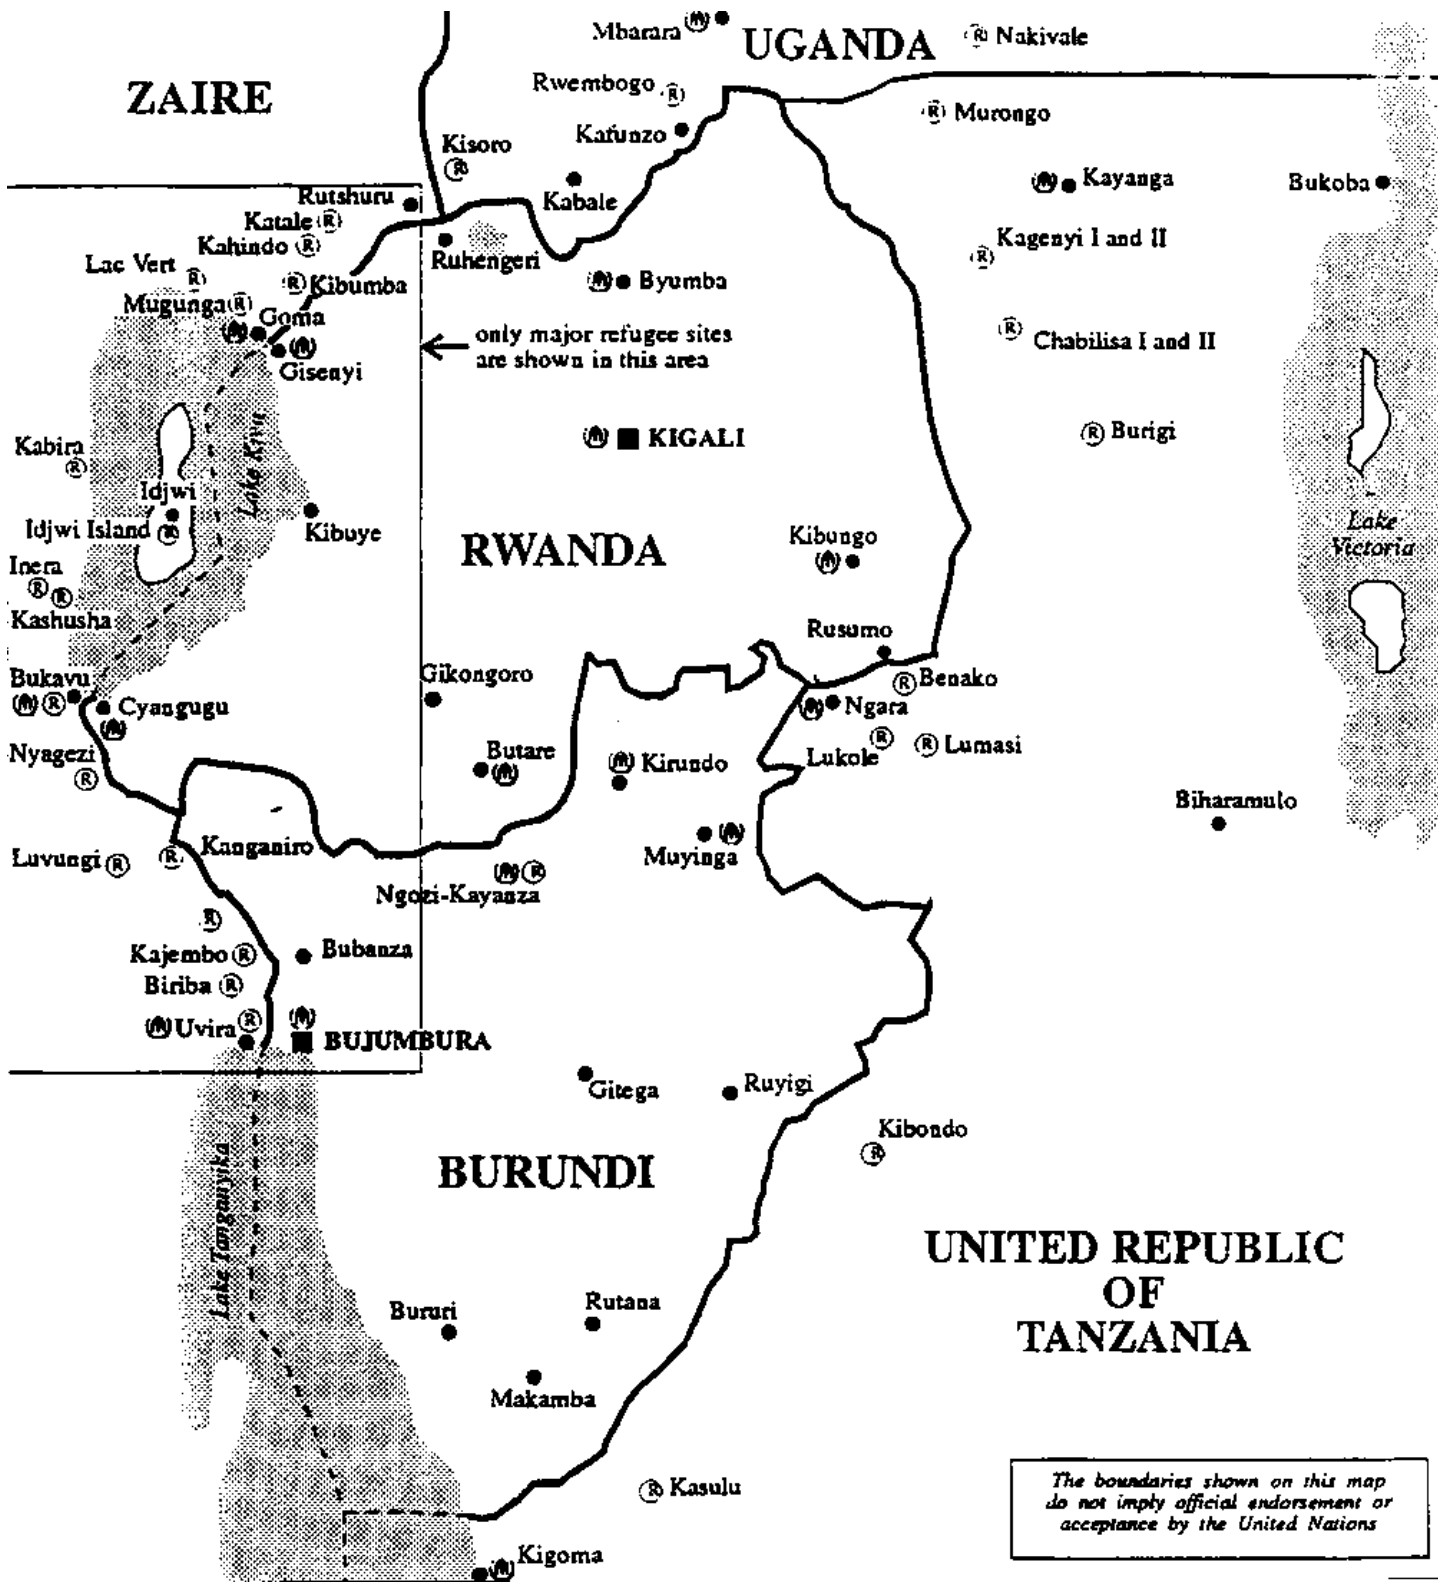 Mbarara
UGANDA
Nakivale
ZAIRE
Rwembogo
Murongo
Kafunzo
Kisoro
Kabale
Kayanga
Bukoba
Rutshuru
Katale
Kahindo
Ruhengeri
Kagenyi I and II
Lac Vert
Kibumba
Byumba
Mugunga
Goma
only major refugee sites
are shown in this area
Chabilisa I and II
Gisenyi
Lake Kivu
KIGALI
Burigi
Kabira
Idjwi
Idjwi Island
Kibuye
RWANDA
Kibungo
Lake
Victoria
Inera
Kashusha
Rusumo
Bukavu
Gikongoro
Benako
Cyangugu
Ngara
Nyagezi
Butare
Kirundo
Lukole
Lumasi
Biharamulo
Luvungi
Kanganiro
Muyinga
Ngozi-Kayanza
Kajembo
Bubanza
Biriba
Uvira
BUJUMBURA
Gitega
Ruyigi
Kibondo
Lake Tanganyika
BURUNDI
UNITED REPUBLIC
OF
TANZANIA
Bururi
Rutana
Makamba
Kasulu
The boundaries shown on this map
do not imply official endorsement or
acceptance by the United Nations
Kigoma